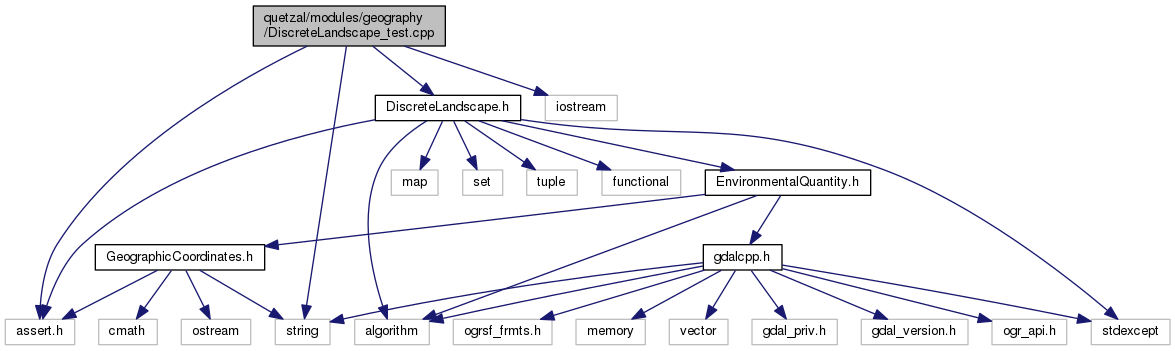 quetzal/modules/geography
/DiscreteLandscape_test.cpp
DiscreteLandscape.h
iostream
map
set
tuple
functional
EnvironmentalQuantity.h
GeographicCoordinates.h
gdalcpp.h
assert.h
cmath
ostream
string
algorithm
ogrsf_frmts.h
memory
vector
gdal_priv.h
gdal_version.h
ogr_api.h
stdexcept